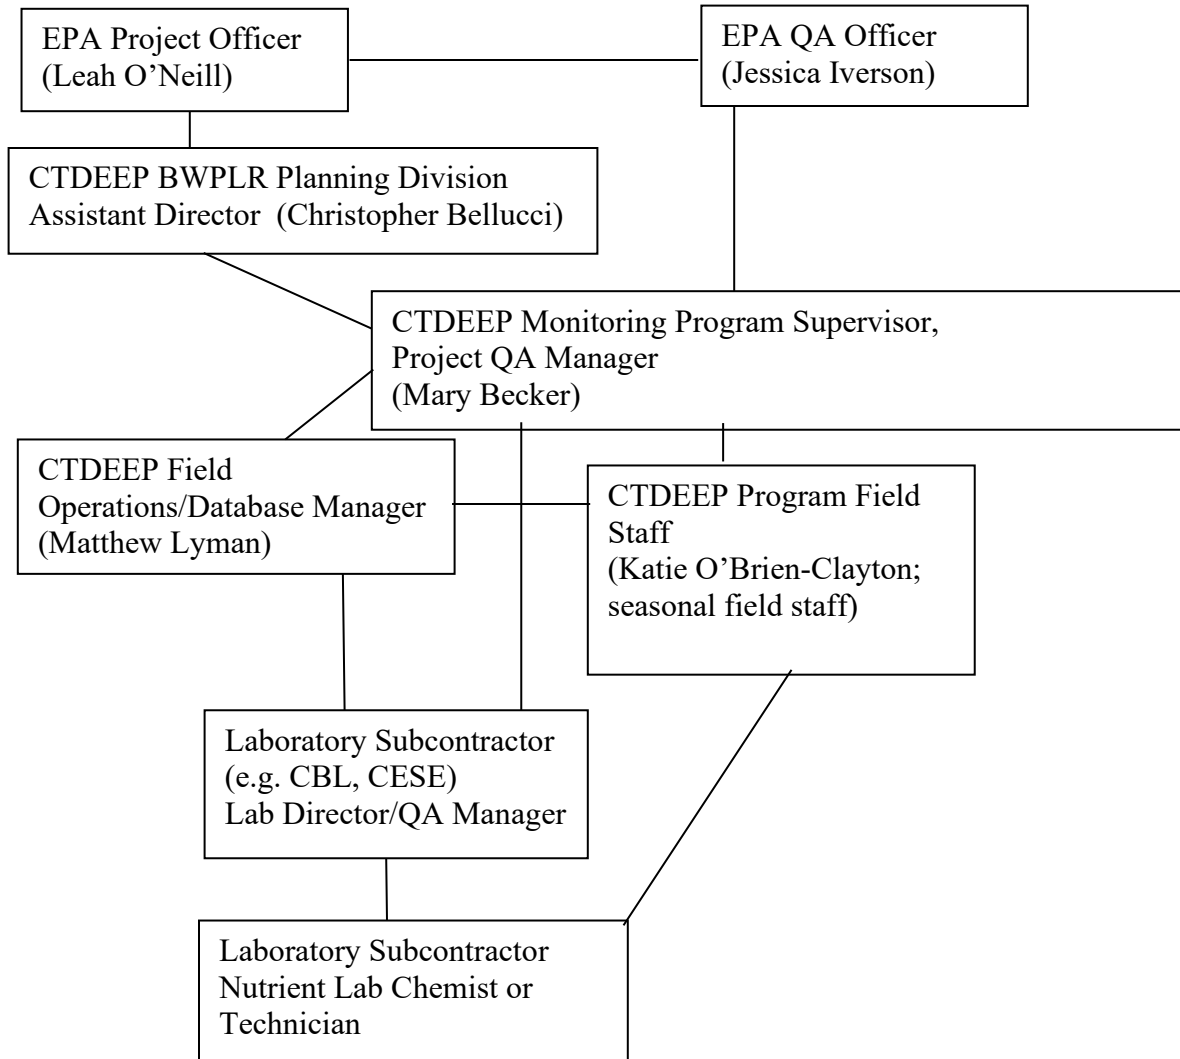 EPA Project Officer
(Leah O’Neill)
EPA QA Officer
(Jessica Iverson)
CTDEEP BWPLR Planning Division
Assistant Director  (Christopher Bellucci)
CTDEEP Monitoring Program Supervisor,
Project QA Manager
(Mary Becker)
CTDEEP Field
Operations/Database Manager
(Matthew Lyman)
CTDEEP Program Field
Staff
(Katie O’Brien-Clayton;
seasonal field staff)
Laboratory Subcontractor
(e.g. CBL, CESE)
Lab Director/QA Manager
Laboratory Subcontractor
Nutrient Lab Chemist or
Technician